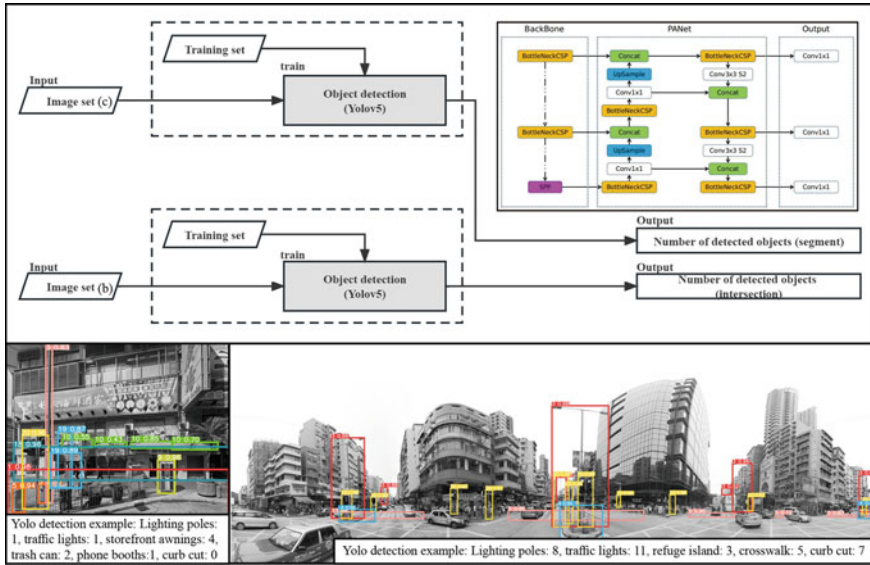 Training set
train
Input
Image set (c)
Object detection
(Yolov5)
BackBone
PANet
Output
BottleNeckCSP
Concat
BottleNeckCSP
Conv1x1
UpSample
Conv3x3 S2
Conv1x1
Concat
BottleNeckCSP
BottleNeckCSP
Concat
BottleNeckCSP
Conv1x1
UpSample
Conv3x3 S2
Conv1x1
Concat
SPP
BottleNeckCSP
BottleNeckCSP
Conv1x1
Output
Number of detected objects (segment)
Training set
train
Input
Image set (b)
Object detection
(Yolov5)
Output
Number of detected objects
(intersection)
Yolo detection example: Lighting poles:
1, traffic lights: 1, storefront awnings: 4,
trash can: 2, phone booths:1, curb cut: 0
Yolo detection example: Lighting poles: 8, traffic lights: 11, refuge island: 3, crosswalk: 5, curb cut: 7